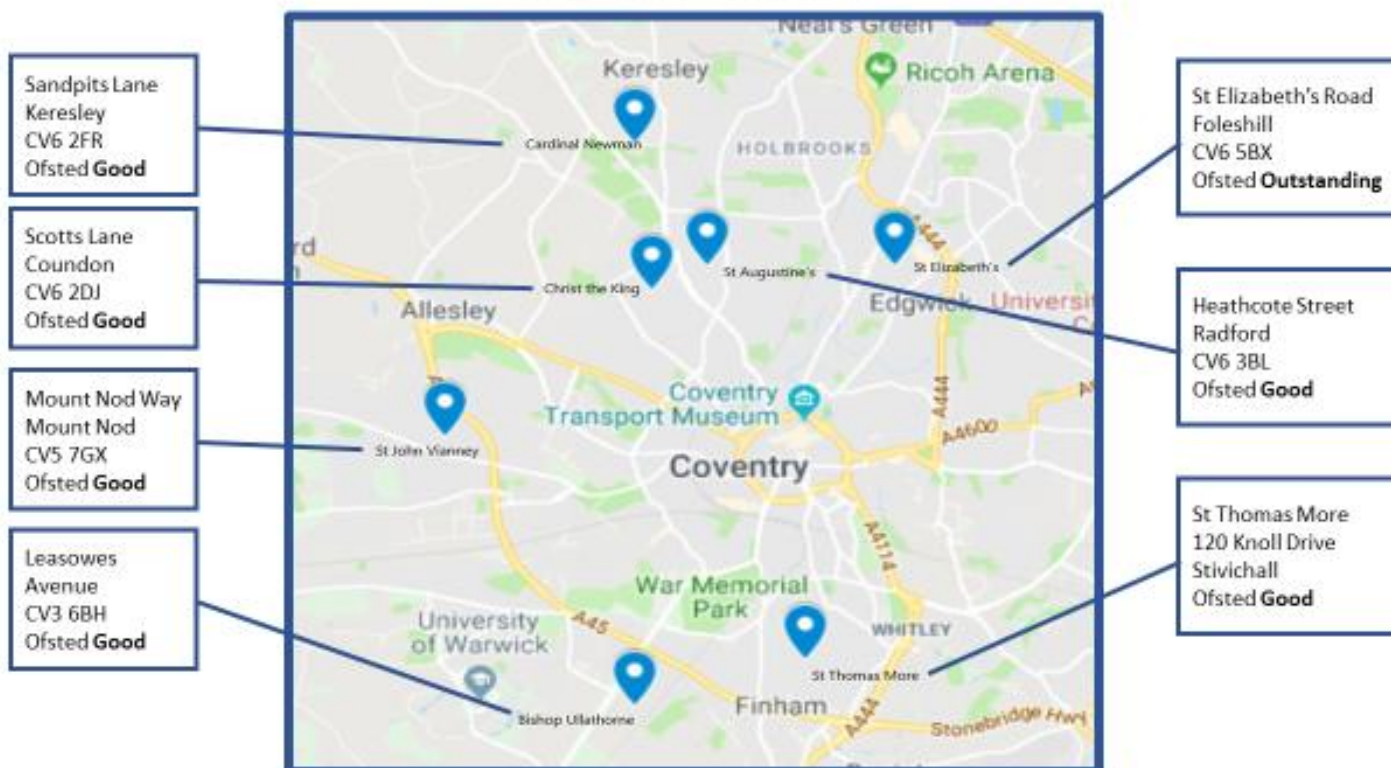 Sandpits Lane
Keresley
CV6 2FR
Ofsted Good
Scotts Lane
Coundon
CV6 2DJ
Ofsted Good
Mount Nod Way
Mount Nod
CV5 7GX
Ofsted Good
Leasowes
Avenue
CV3 6BH
Ofsted Good
Neal's Green
Keresley
Ricoh Arena
Cardinal Newman
HOLBROOKS
A444
St Augustine's
St Elizabeth's
Christ the King
Edgwick
Allesley
Coventry
Transport Museum
A444
A4600
St John Vianney
Coventry
A4114
War Memorial
Park
University
of Warwick
A45
WHITLEY
St Thomas More
Bishop Ullathorne
Finham
A444
Stonebridge Hwy
St Elizabeth's Road
Foleshill
CV6 5BX
Ofsted Outstanding
Heathcote Street
Radford
CV6 3BL
Ofsted Good
St Thomas More
120 Knoll Drive
Stivichall
Ofsted Good